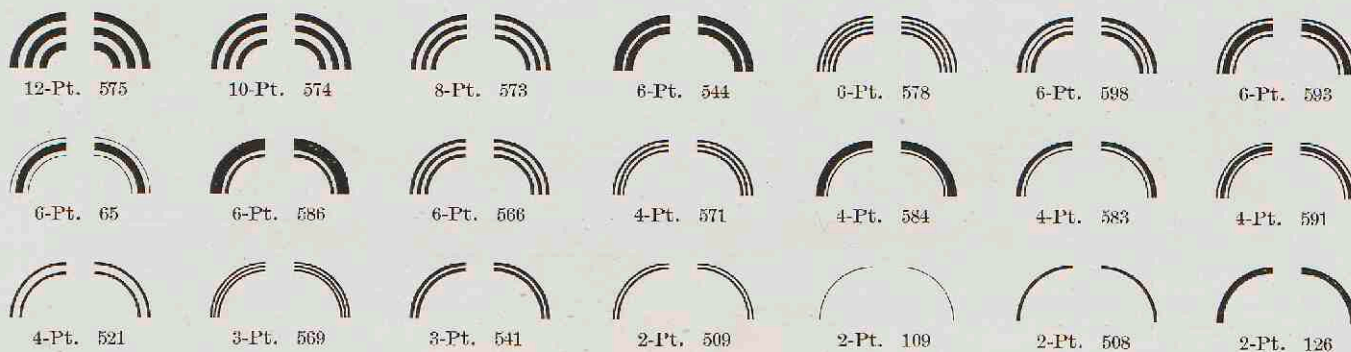 12-Pt. 575 10-Pt. 574 8-Pt. 573 6-Pt. 544 6-Pt. 578 6-Pt. 598 6-Pt. 593
6-Pt. 65 6-Pt. 586 6-Pt. 566 4-Pt. 571 4-Pt. 584 4-Pt. 583 4-Pt. 591
4-Pt. 521 3-Pt. 569 3-Pt. 541 2-Pt. 509 2-Pt. 109 2-Pt. 508 2-Pt. 126